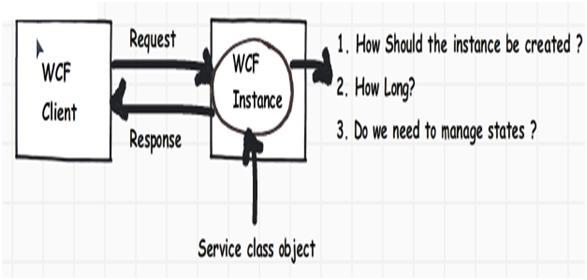 Request
WCF
Client
Response
WCF
Instance
1. How Should the instance be created ?
2. How Long?
3. Do we need to manage states ?
Service class object